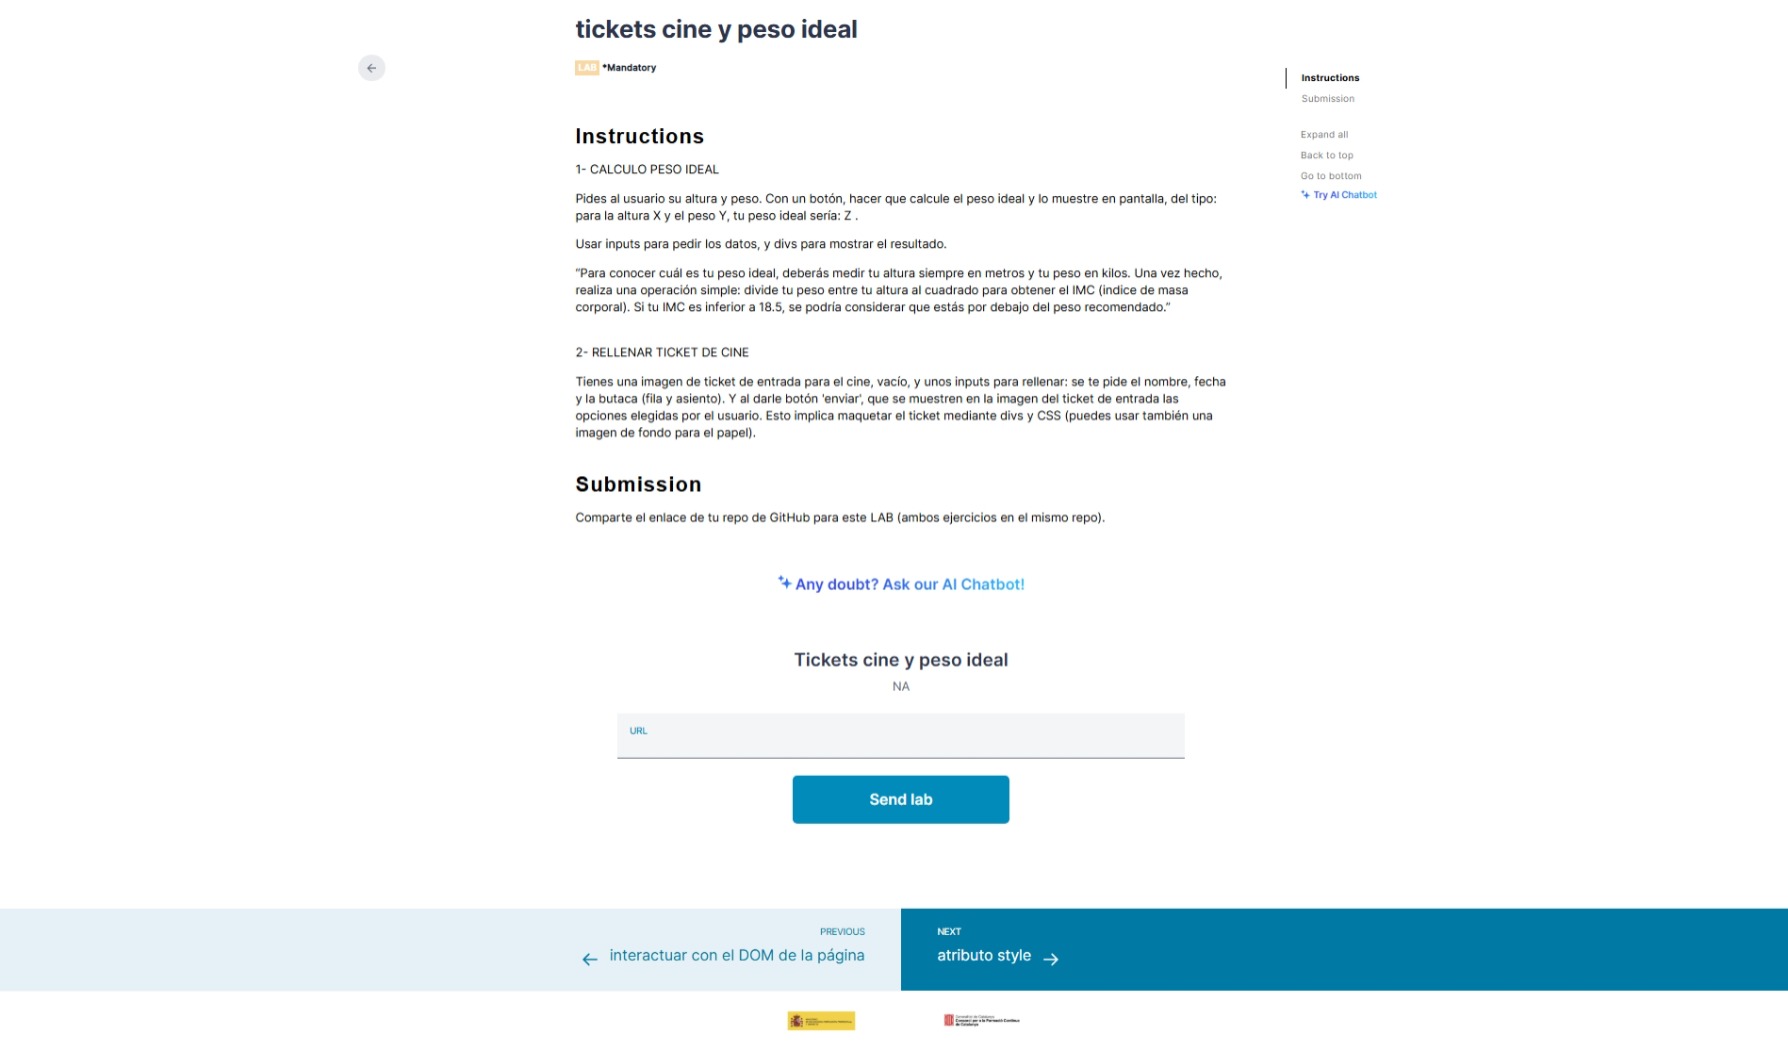 tickets cine y peso ideal
LAB *Mandatory
Instructions
Submission
Expand all
Back to top
Go to bottom
Try AI Chatbot
Instructions
1- CALCULO PESO IDEAL
Pides al usuario su altura y peso. Con un botón, hacer que calcule el peso ideal y lo muestre en pantalla, del tipo:
para la altura X y el peso Y, tu peso ideal sería: Z .
Usar inputs para pedir los datos, y divs para mostrar el resultado.
“Para conocer cuál es tu peso ideal, deberás medir tu altura siempre en metros y tu peso en kilos. Una vez hecho,
realiza una operación simple: divide tu peso entre tu altura al cuadrado para obtener el IMC (índice de masa
corporal). Si tu IMC es inferior a 18.5, se podría considerar que estás por debajo del peso recomendado.”
2- RELLENAR TICKET DE CINE
Tienes una imagen de ticket de entrada para el cine, vacío, y unos inputs para rellenar: se te pide el nombre, fecha
y la butaca (fila y asiento). Y al darle botón 'enviar', que se muestren en la imagen del ticket de entrada las
opciones elegidas por el usuario. Esto implica maquetar el ticket mediante divs y CSS (puedes usar también una
imagen de fondo para el papel).
Submission
Comparte el enlace de tu repo de GitHub para este LAB (ambos ejercicios en el mismo repo).
Any doubt? Ask our AI Chatbot!
Tickets cine y peso ideal
NA
URL
Send lab
PREVIOUS
interactuar con el DOM de la página
NEXT
atributo style
Generalitat de Catalunya
Consorci per a la Formació Contínua
de Catalunya